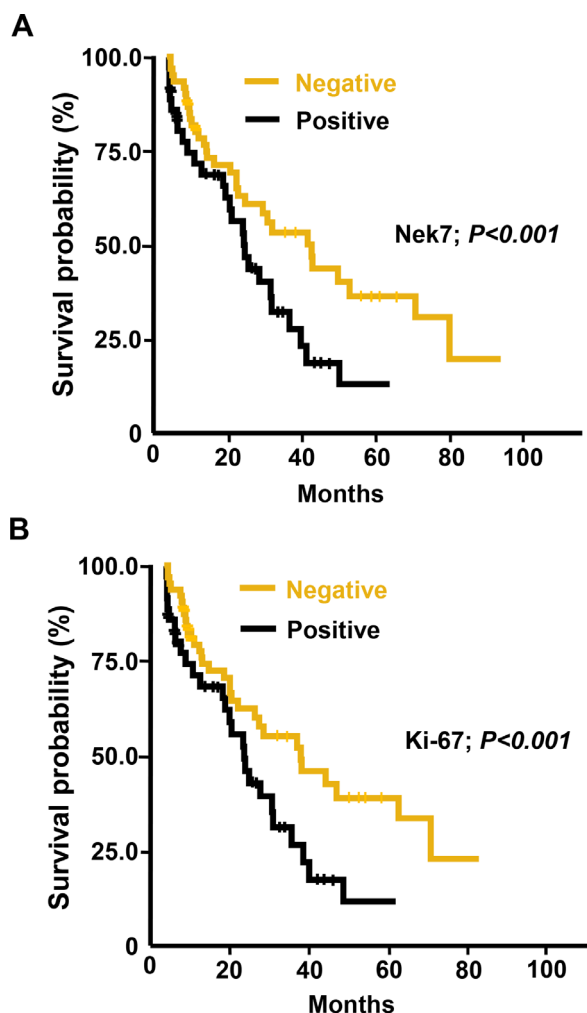 A
Survival probability (%)
100.0
75.0
50.0
25.0
0
Negative
Positive
Nek7; P<0.001
0 20 40 60 80 100
Months
B
Survival probability (%)
100.0
75.0
50.0
25.0
0
Negative
Positive
Ki-67; P<0.001
0 20 40 60 80 100
Months